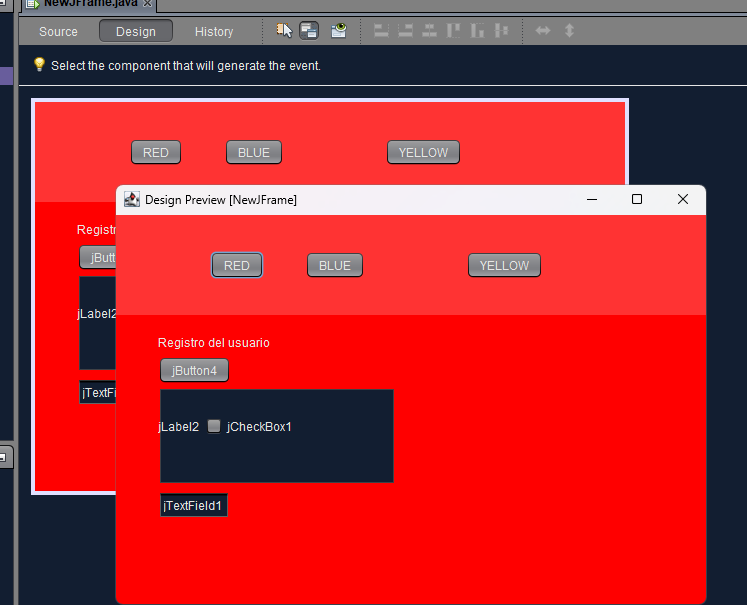 NewJFrame.java
Source Design History
Select the component that will generate the event.
RED BLUE YELLOW
Design Preview [NewJFrame]
Registr
jButt
jLabel2
jTextFi
RED BLUE YELLOW
Registro del usuario
jButton4
jLabel2 jCheckBox1
jTextField1